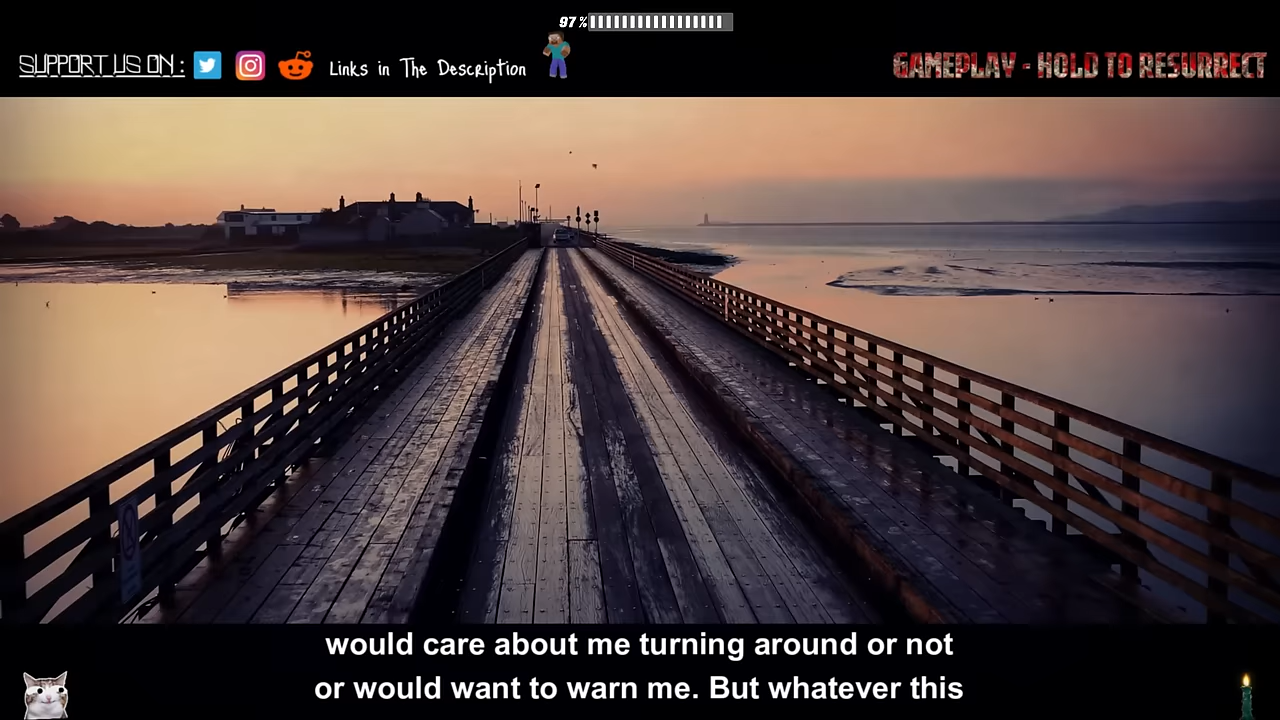 97%
SUPPORT US ON :
Links in The Description
GAMEPLAY - HOLD TO RESURRECT
would care about me turning around or not
or would want to warn me. But whatever this